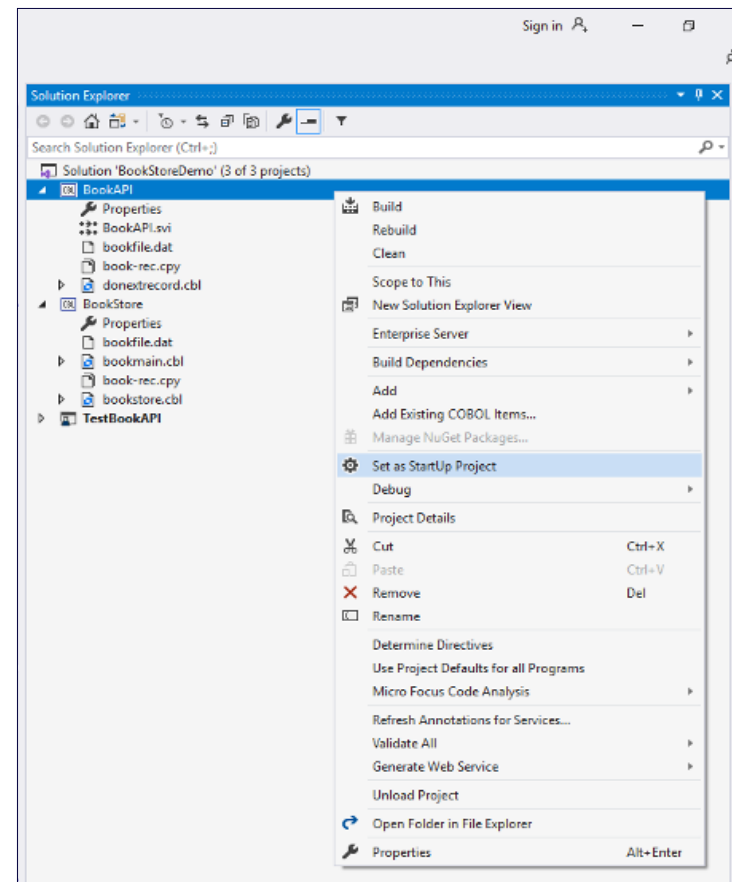 Sign in
Solution Explorer
Search Solution Explorer (Ctrl+;)
Solution 'BookStoreDemo' (3 of 3 projects)
BookAPI
Properties
BookAPI.svi
bookfile.dat
book-rec.cpy
donextrecord.cbl
BookStore
Properties
bookfile.dat
bookmain.cbl
book-rec.cpy
bookstore.cbl
TestBookAPI
Build
Rebuild
Clean
Scope to This
New Solution Explorer View
Enterprise Server
Build Dependencies
Add
Add Existing COBOL Items...
Manage NuGet Packages...
Set as StartUp Project
Debug
Project Details
Cut Ctrl+X
Paste Ctrl+V
Remove Del
Rename
Determine Directives
Use Project Defaults for all Programs
Micro Focus Code Analysis
Refresh Annotations for Services...
Validate All
Generate Web Service
Unload Project
Open Folder in File Explorer
Properties Alt+Enter